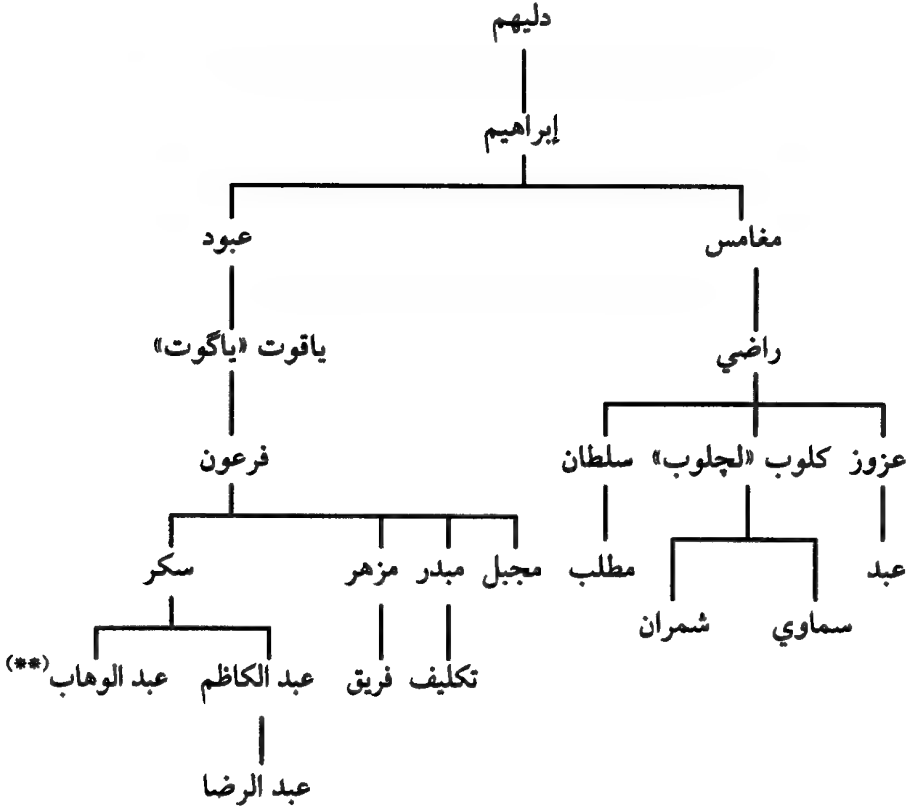 دليهم
إبراهيم
مغامس عبود
راضي ياقوت «ياگوت»
عزوز كلوب «لچلوب» سلطان فرعون
عبد مطلب مجبل مبدر مزهر سكر
سماوي شمران
تكليف فريق عبد الكاظم عبد الوهاب(**)
عبد الرضا